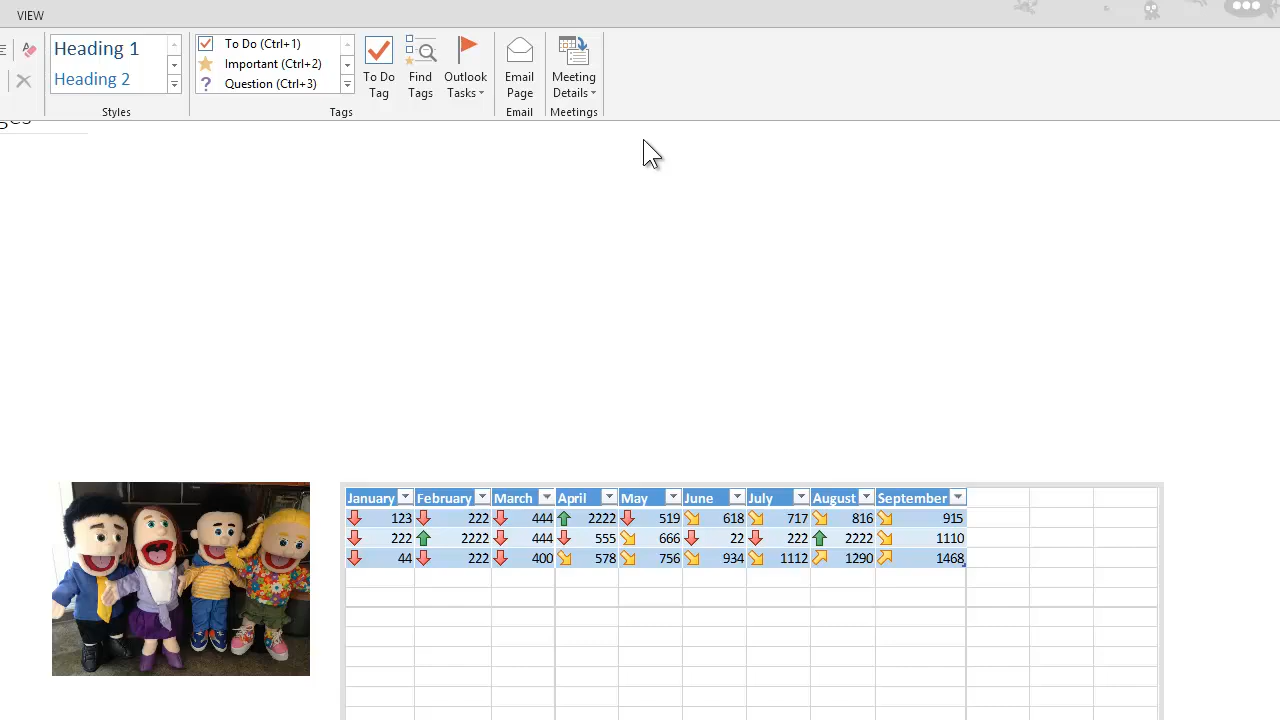 VIEW
Heading 1
Heading 2
Styles
To Do (Ctrl+1)
Important (Ctrl+2)
Question (Ctrl+3)
Tags
To Do
Tag
Find
Tags
Outlook
Tasks
Email
Page
Email
Meeting
Details
Meetings
January February March April May June July August September
123 222 444 2222 519 618 717 816 915
222 2222 444 555 666 22 222 2222 1110
44 222 400 578 756 934 1112 1290 1468